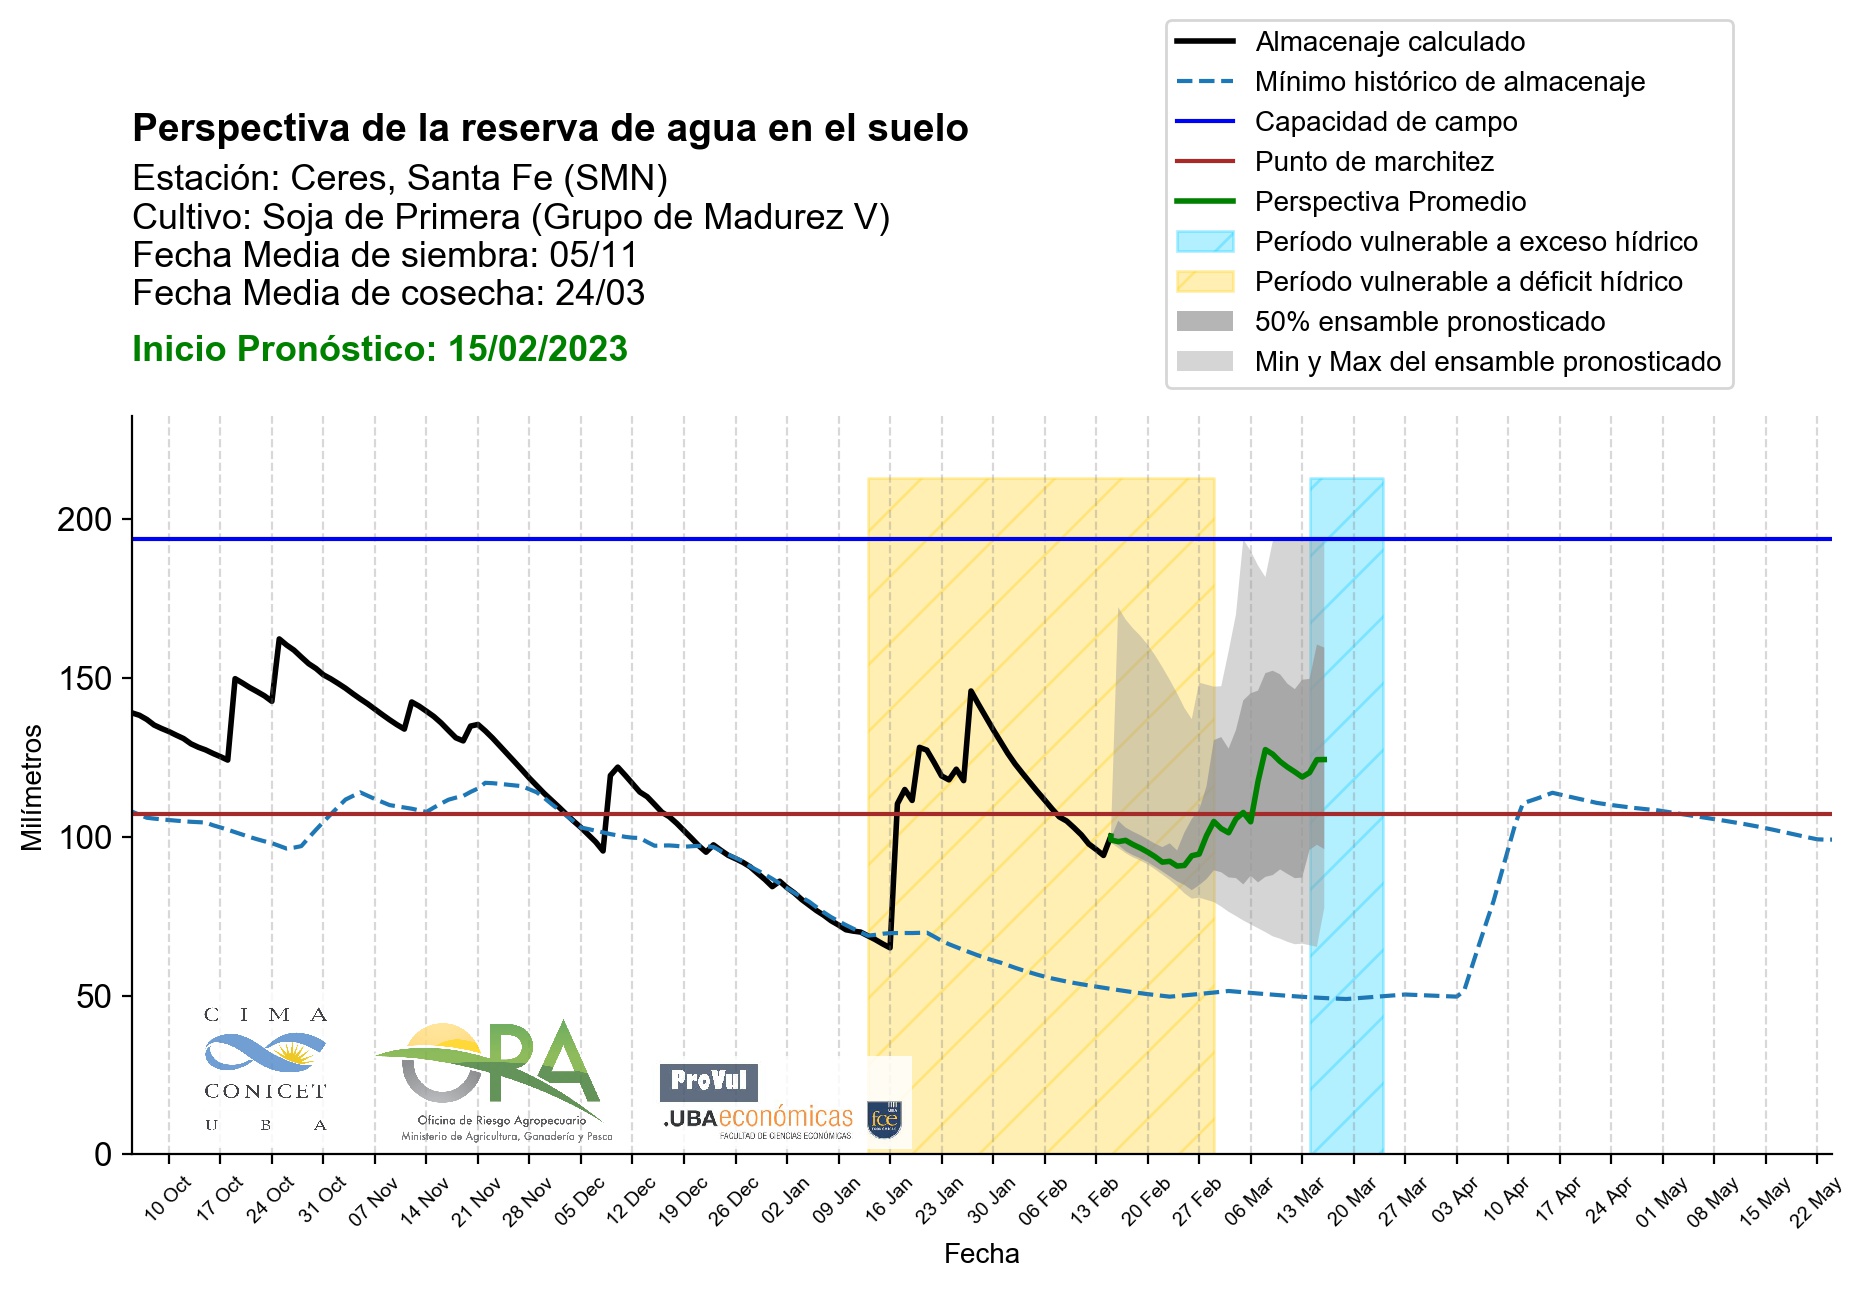 Almacenaje calculado
Mínimo histórico de almacenaje
Capacidad de campo
Punto de marchitez
Perspectiva Promedio
Período vulnerable a exceso hídrico
Período vulnerable a déficit hídrico
50% ensamble pronosticado
Min y Max del ensamble pronosticado
Perspectiva de la reserva de agua en el suelo
Estación: Ceres, Santa Fe (SMN)
Cultivo: Soja de Primera (Grupo de Madurez V)
Fecha Media de siembra: 05/11
Fecha Media de cosecha: 24/03
Inicio Pronóstico: 15/02/2023
Milímetros
200
150
100
50
0
C I M A
CONICET
U B A
ORA
Oficina de Riesgo Agropecuario
Ministerio de Agricultura, Ganadería y Pesca
ProVul
.UBAeconómicas
FACULTAD DE CIENCIAS ECONÓMICAS
UBA
fce
ECONÓMICAS
10 Oct
17 Oct
24 Oct
31 Oct
07 Nov
14 Nov
21 Nov
28 Nov
05 Dec
12 Dec
19 Dec
26 Dec
02 Jan
09 Jan
16 Jan
23 Jan
30 Jan
06 Feb
13 Feb
20 Feb
27 Feb
06 Mar
13 Mar
20 Mar
27 Mar
03 Apr
10 Apr
17 Apr
24 Apr
01 May
08 May
15 May
22 May
Fecha